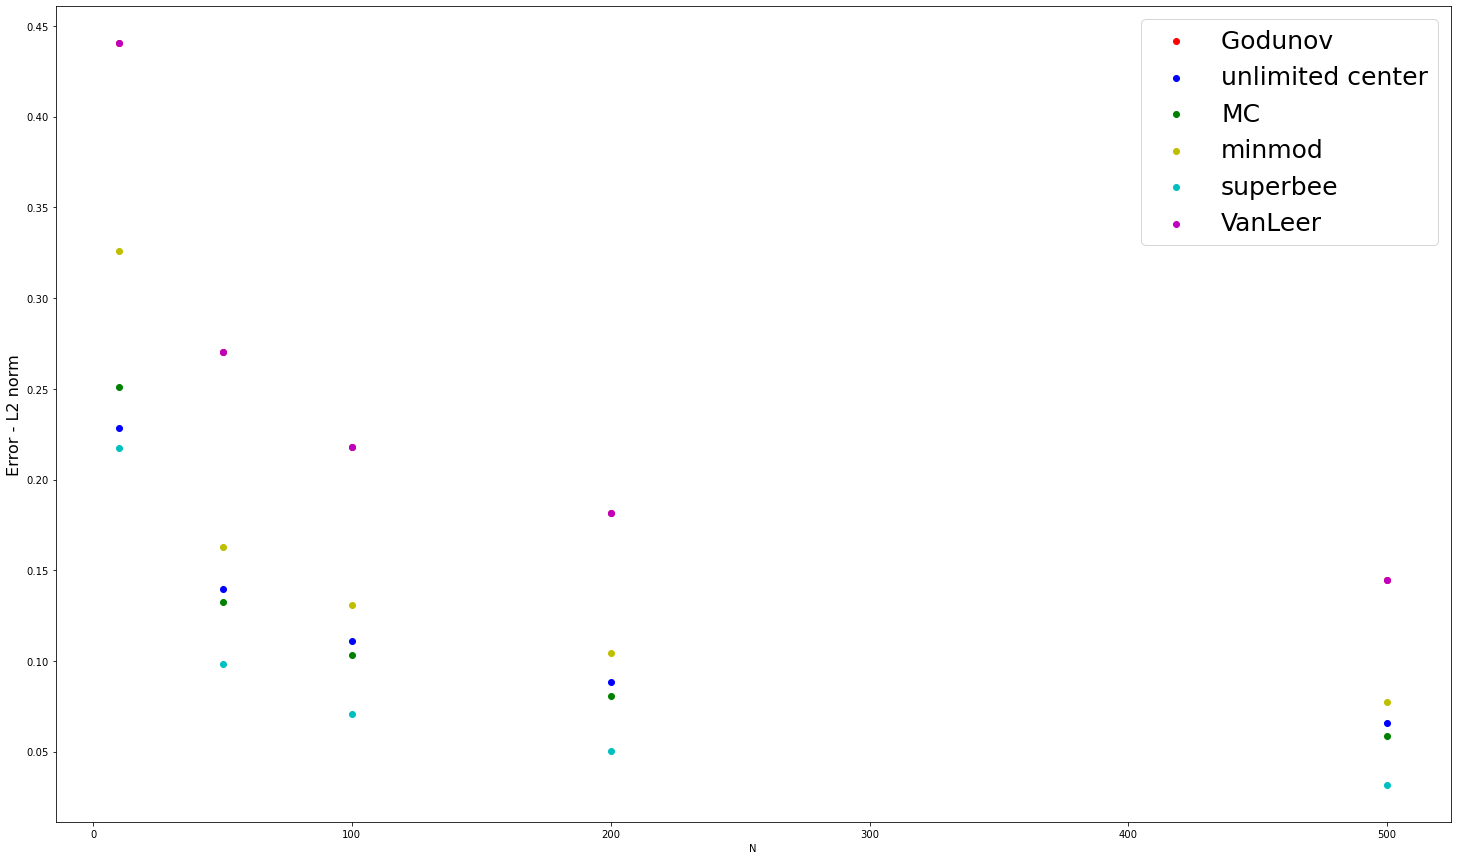 0.45
0.40
0.35
0.30
0.25
0.20
0.15
0.10
0.05
Error - L2 norm
Godunov
unlimited center
MC
minmod
superbee
VanLeer
0 100 200 300 400 500
N